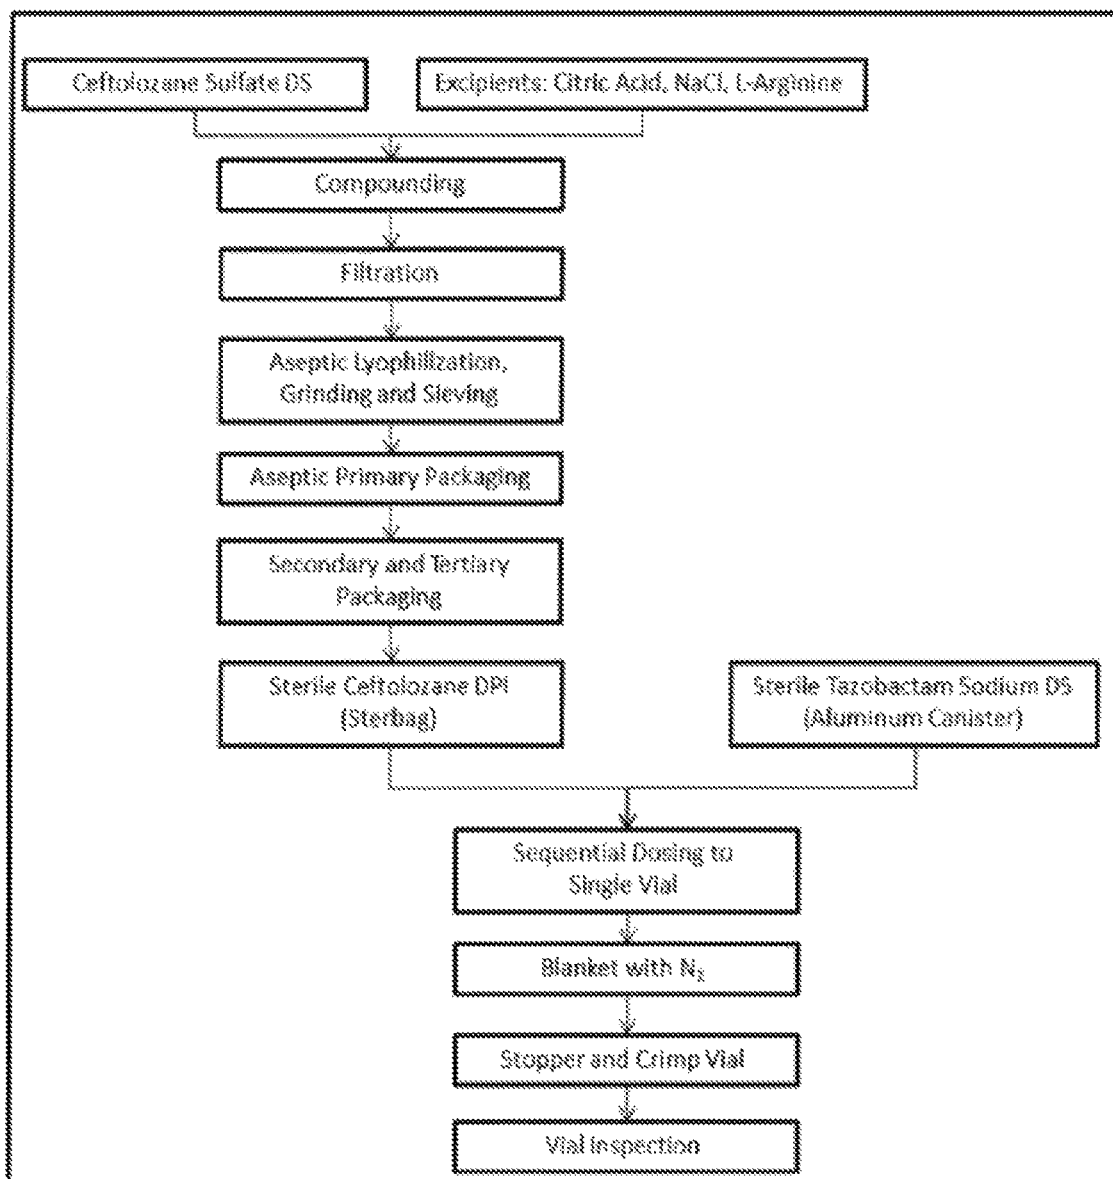 Ceftolozane Sulfate DS
Excipients: Citric Acid, NaCl, L-Arginine
Compounding
Filtration
Aseptic Lyophilization,
Grinding and Sieving
Aseptic Primary Packaging
Secondary and Tertiary
Packaging
Sterile Ceftolozane DPI
(Sterbag)
Sterile Tazobactam Sodium DS
(Aluminum Canister)
Sequential Dosing to
Single Vial
Blanket with N₂
Stopper and Crimp Vial
Vial Inspection